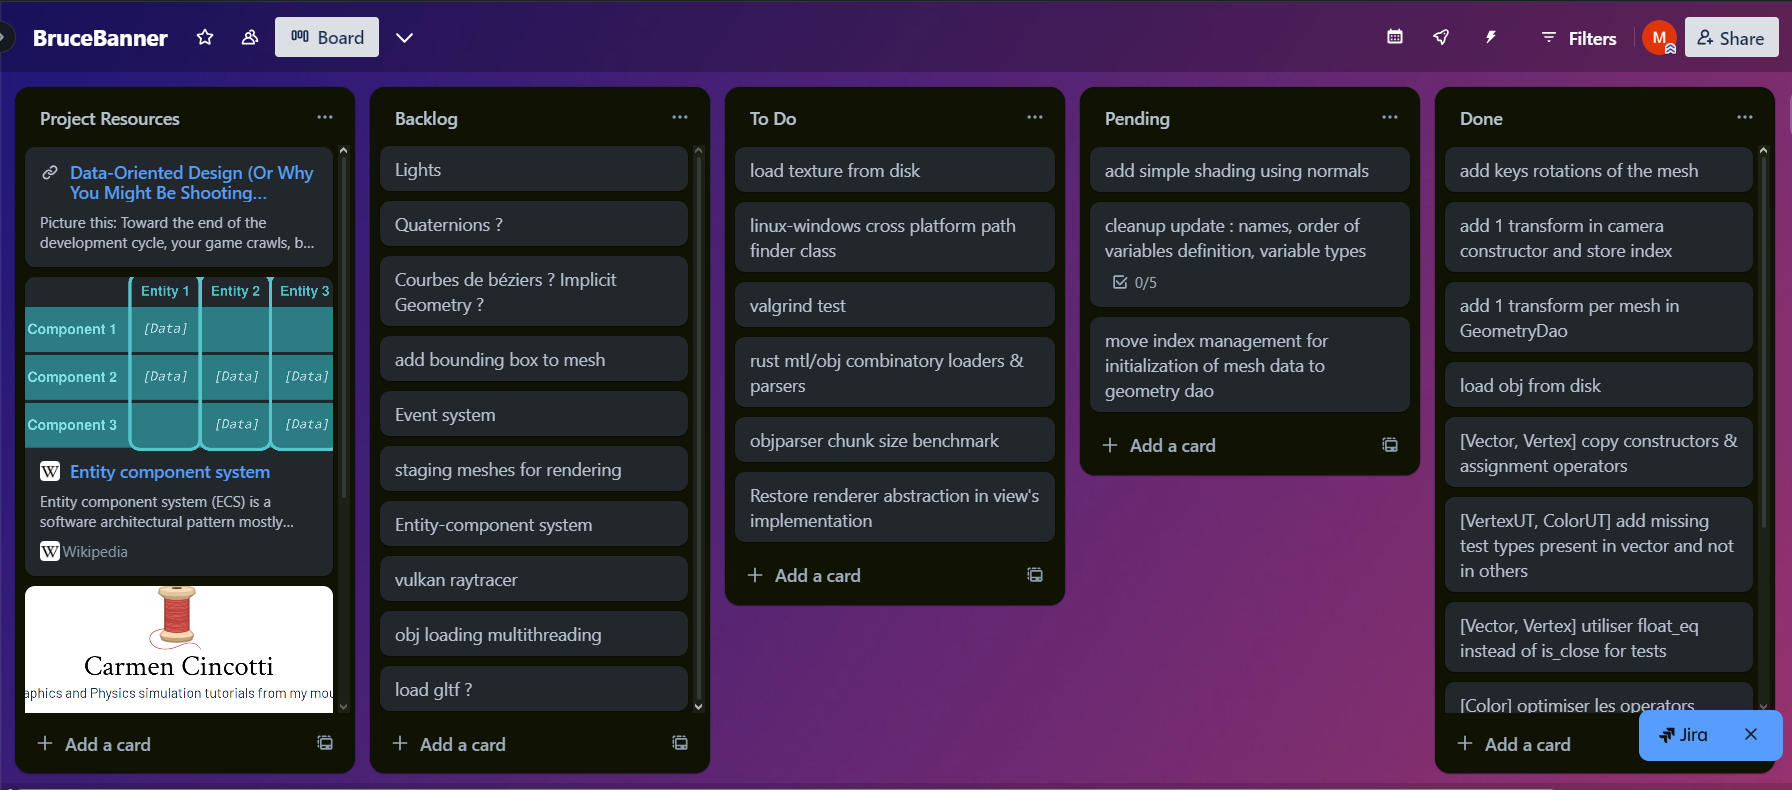 BruceBanner
Board
Filters
M
Share
Project Resources
Data-Oriented Design (Or Why
You Might Be Shooting...
Picture this: Toward the end of the
development cycle, your game crawls, b...
Entity 1 Entity 2 Entity 3
Component 1 [Data]
Component 2 [Data] [Data] [Data]
Component 3 [Data] [Data]
W Entity component system
Entity component system (ECS) is a
software architectural pattern mostly...
W Wikipedia
Carmen Cincotti
aphics and Physics simulation tutorials from my mou
Add a card
Backlog
Lights
Quaternions ?
Courbes de béziers ? Implicit
Geometry ?
add bounding box to mesh
Event system
staging meshes for rendering
Entity-component system
vulkan raytracer
obj loading multithreading
load gltf ?
Add a card
To Do
load texture from disk
linux-windows cross platform path
finder class
valgrind test
rust mtl/obj combinatory loaders &
parsers
objparser chunk size benchmark
Restore renderer abstraction in view's
implementation
Add a card
Pending
add simple shading using normals
cleanup update : names, order of
variables definition, variable types
0/5
move index management for
initialization of mesh data to
geometry dao
Add a card
Done
add keys rotations of the mesh
add 1 transform in camera
constructor and store index
add 1 transform per mesh in
GeometryDao
load obj from disk
[Vector, Vertex] copy constructors &
assignment operators
[VertexUT, ColorUT] add missing
test types present in vector and not
in others
[Vector, Vertex] utiliser float_eq
instead of is_close for tests
[Color] optimiser les operators
Add a card
Jira